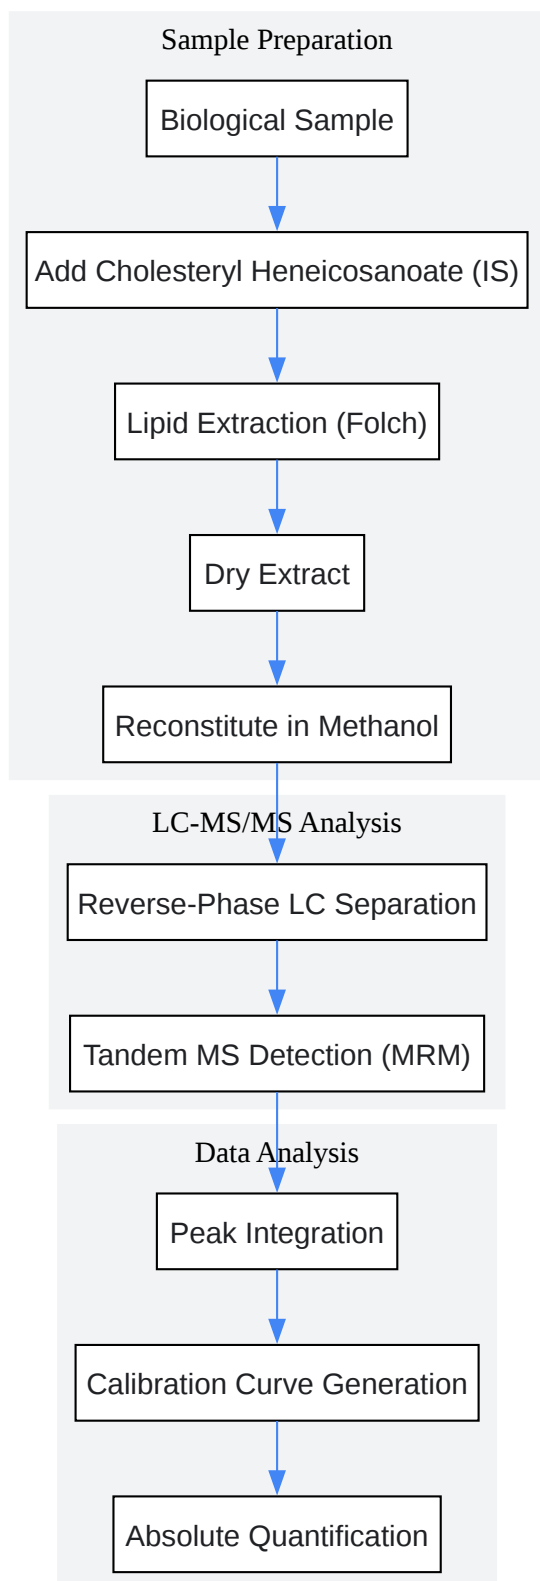 Sample Preparation
Biological Sample
Add Cholesteryl Heneicosanoate (IS)
Lipid Extraction (Folch)
Dry Extract
Reconstitute in Methanol
LC-MS/MS Analysis
Reverse-Phase LC Separation
Tandem MS Detection (MRM)
Data Analysis
Peak Integration
Calibration Curve Generation
Absolute Quantification